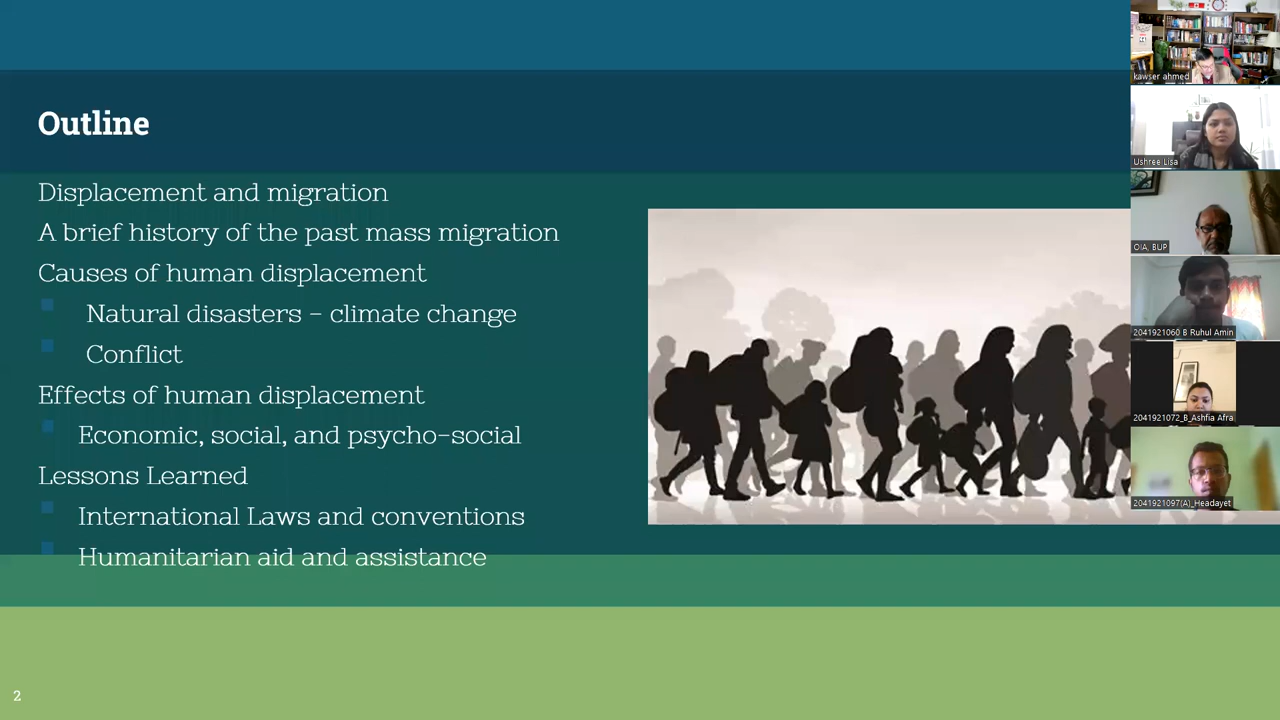 Outline
Displacement and migration
A brief history of the past mass migration
Causes of human displacement
Natural disasters – climate change
Conflict
Effects of human displacement
Economic, social, and psycho-social
Lessons Learned
International Laws and conventions
Humanitarian aid and assistance
2
kawser ahmed
Ushree Lisa
OIA, BUP
2041921060 B Ruhul Amin
2041921072_B_Ashfia Afra
2041921097(A)_Headayet